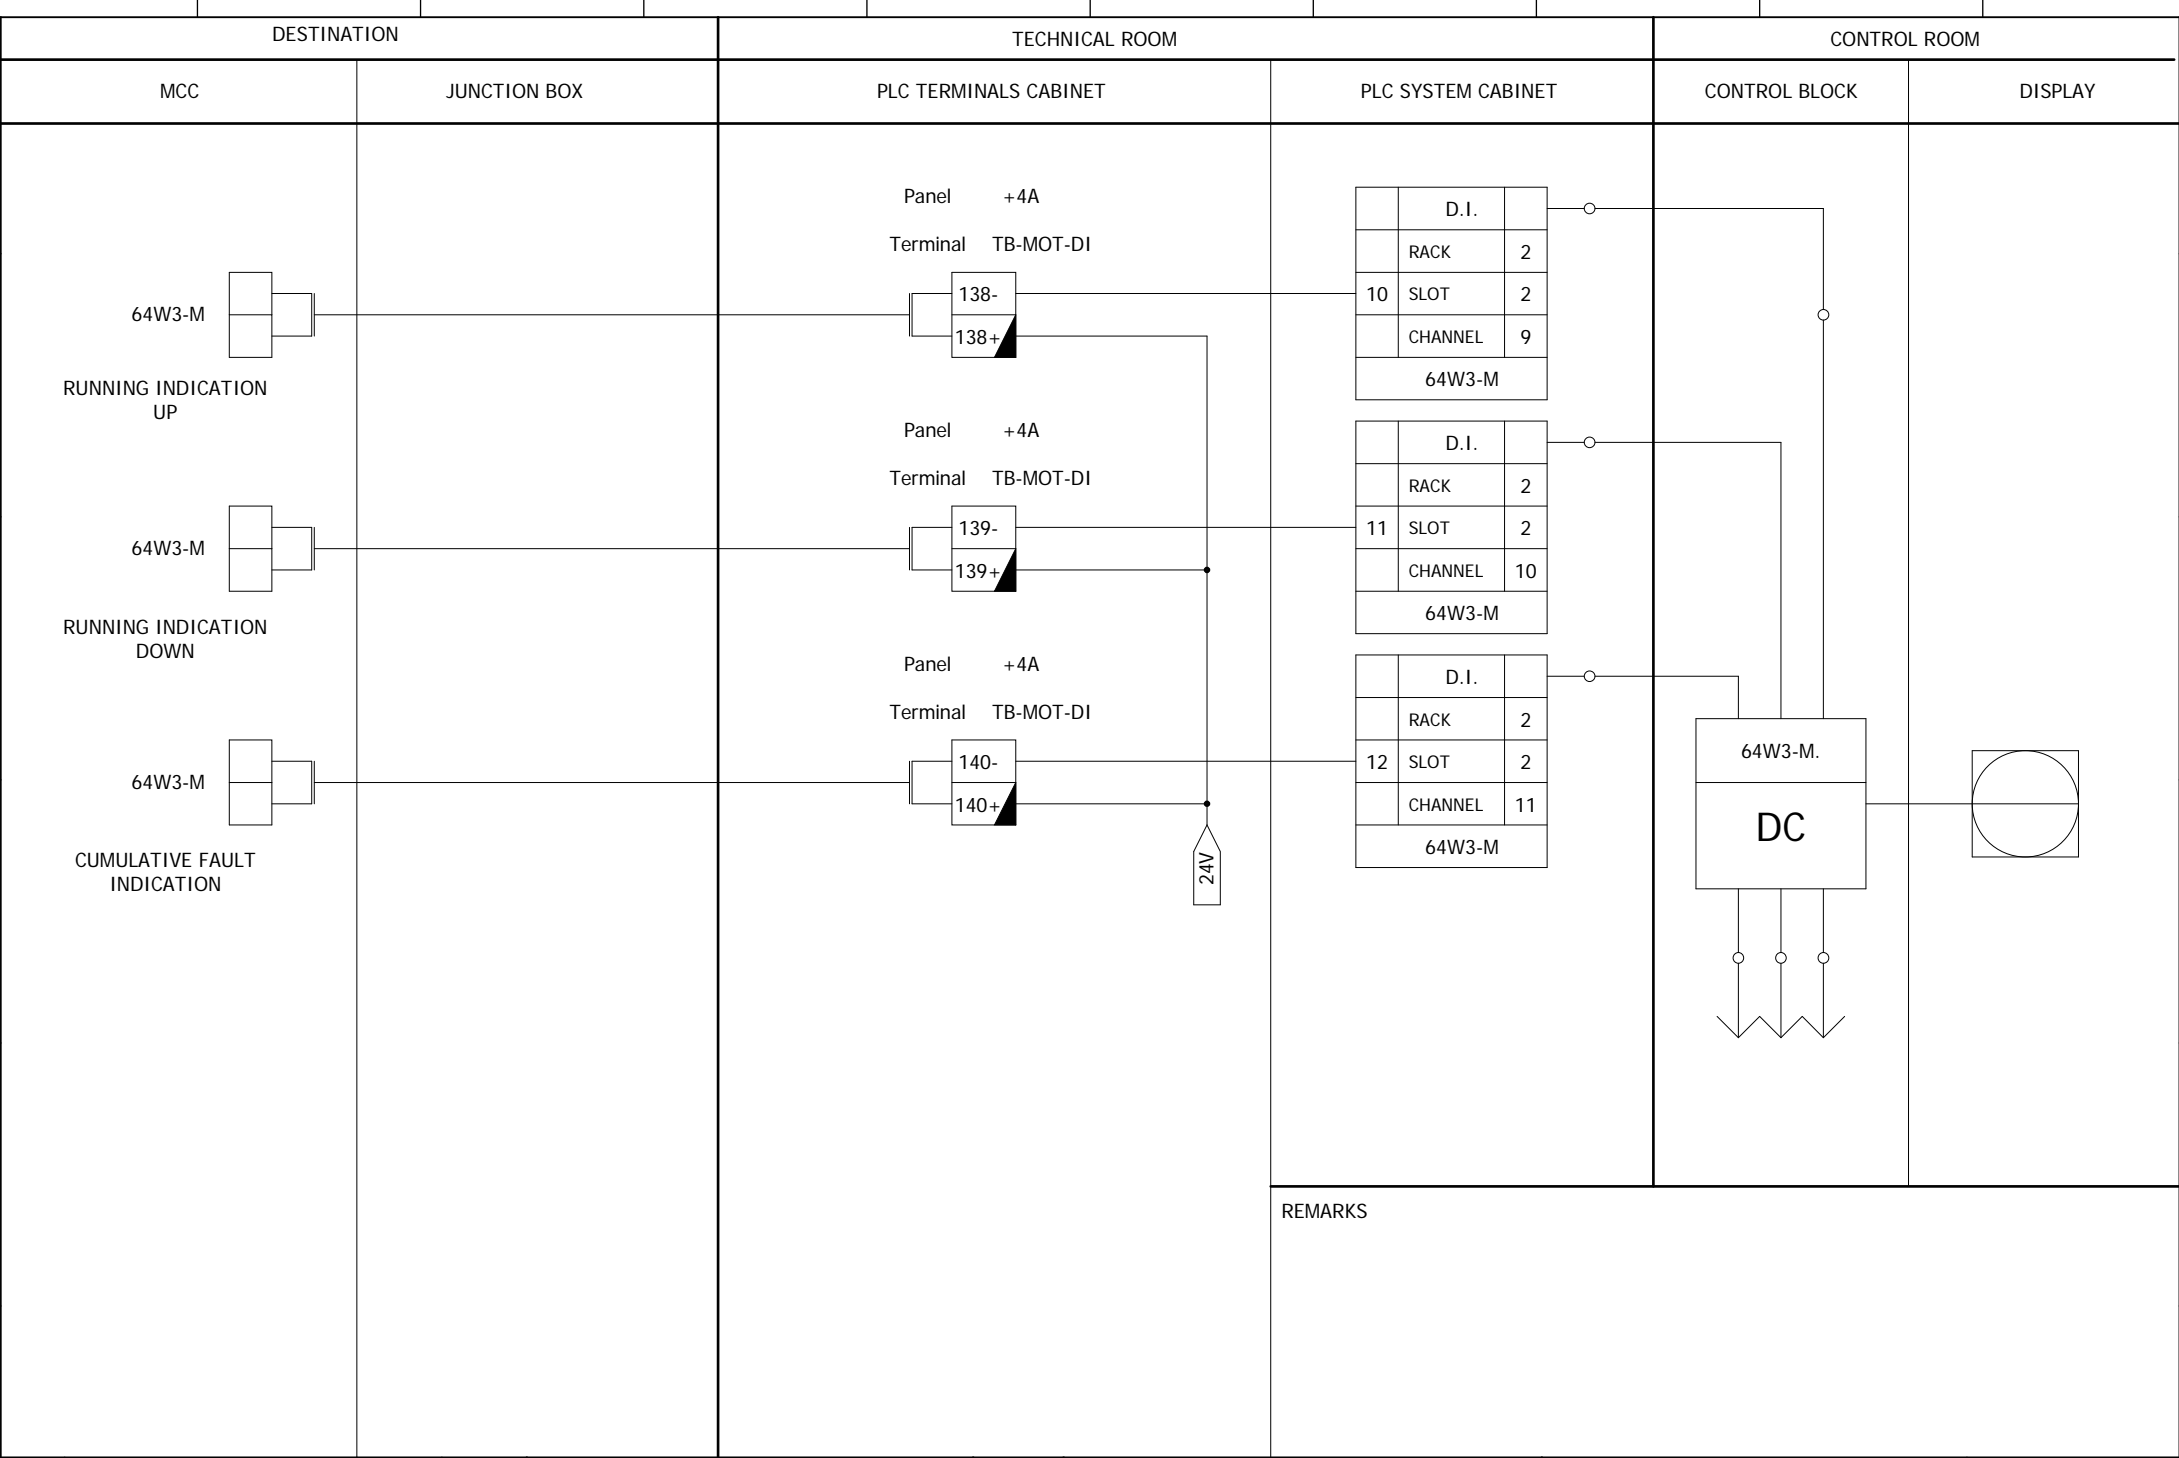 DESTINATION
TECHNICAL ROOM
CONTROL ROOM
MCC
JUNCTION BOX
PLC TERMINALS CABINET
PLC SYSTEM CABINET
CONTROL BLOCK
DISPLAY
64W3-M
RUNNING INDICATION
UP
Panel +4A
Terminal TB-MOT-DI
138-
138+
D.I.
RACK 2
10 SLOT 2
CHANNEL 9
64W3-M
64W3-M
RUNNING INDICATION
DOWN
Panel +4A
Terminal TB-MOT-DI
139-
139+
D.I.
RACK 2
11 SLOT 2
CHANNEL 10
64W3-M
64W3-M
CUMULATIVE FAULT
INDICATION
Panel +4A
Terminal TB-MOT-DI
140-
140+
24V
D.I.
RACK 2
12 SLOT 2
CHANNEL 11
64W3-M
64W3-M.
DC
REMARKS